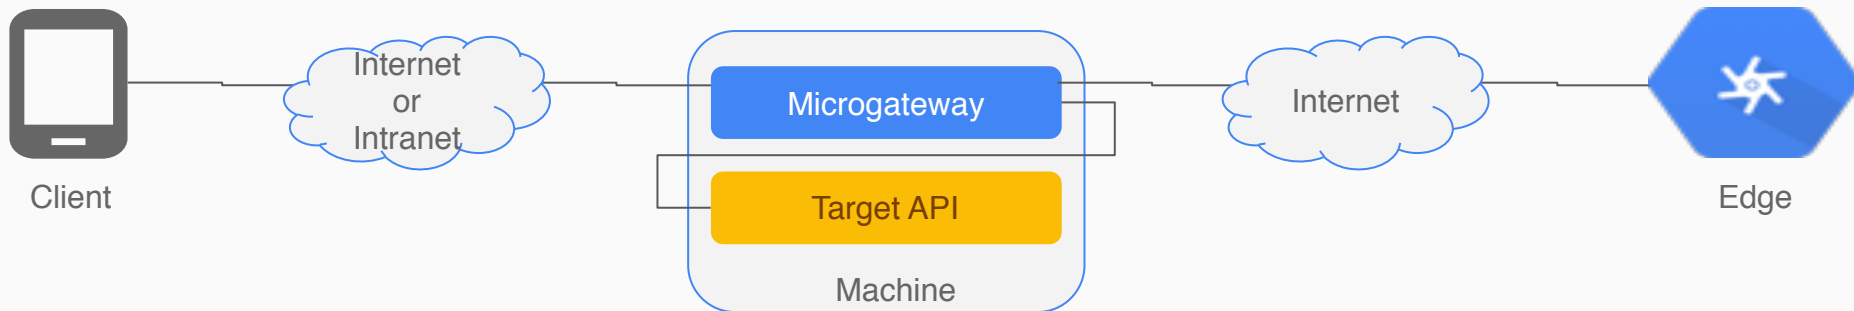 Client
Internet
or
Intranet
Microgateway
Target API
Machine
Internet
Edge